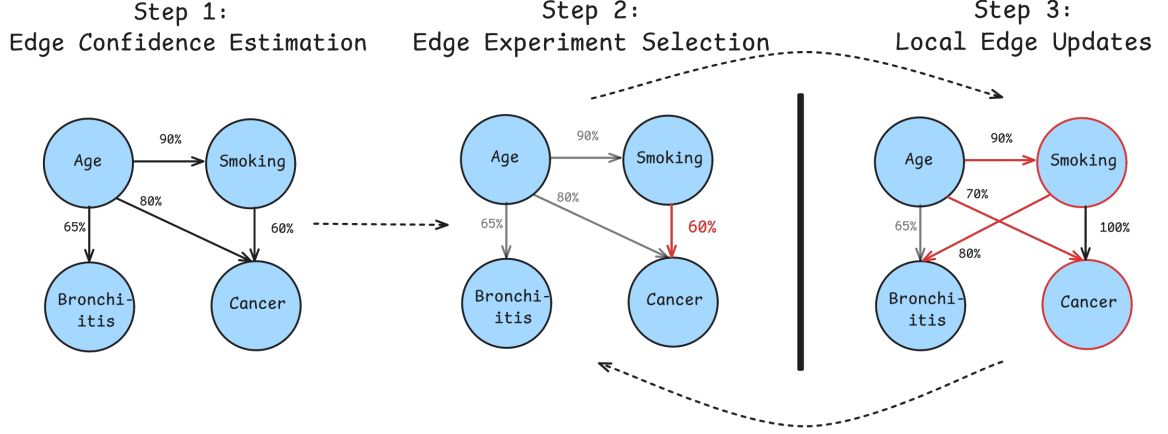 Step 1:
Edge Confidence Estimation
Age
90%
Smoking
80%
65%
60%
Bronchi-
itis
Cancer
Step 2:
Edge Experiment Selection
Age
90%
Smoking
80%
65%
60%
Bronchi-
itis
Cancer
Step 3:
Local Edge Updates
Age
90%
Smoking
70%
65%
100%
80%
Bronchi-
itis
Cancer